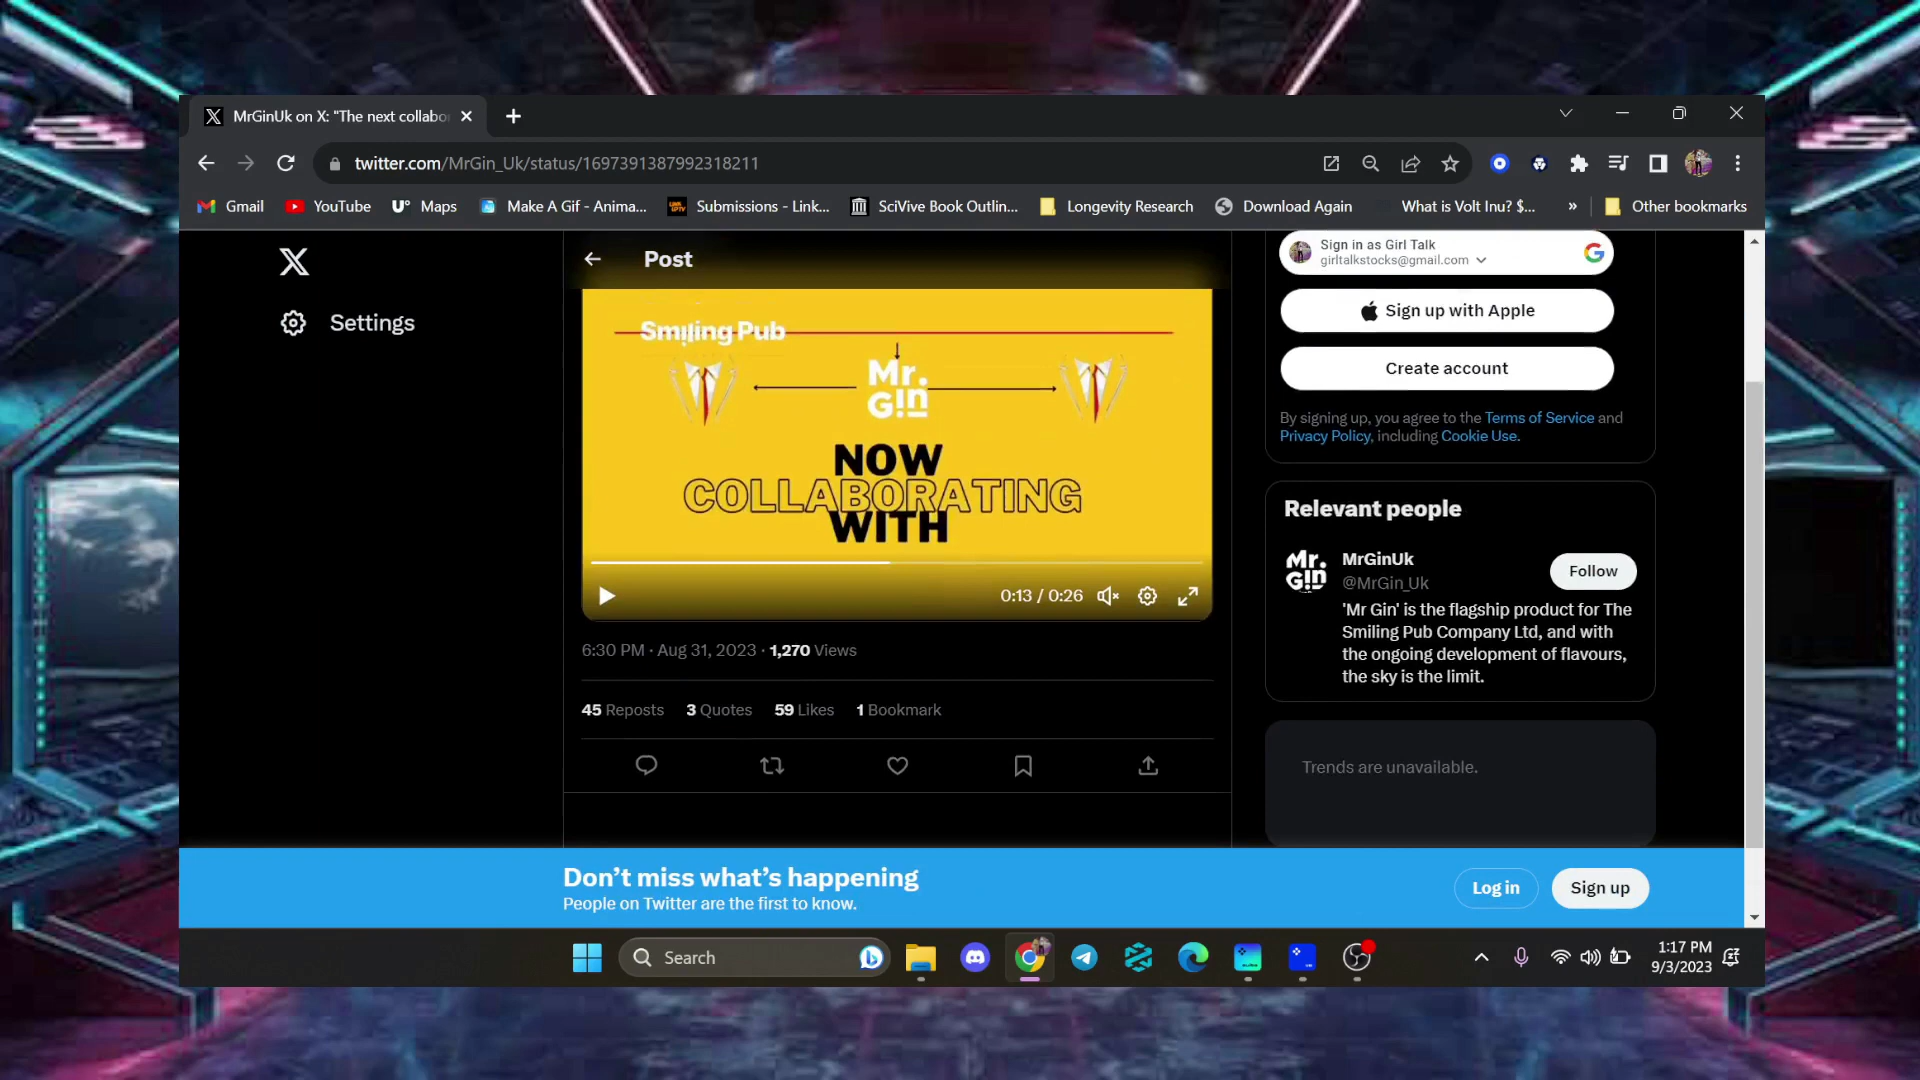 MrGinUk on X: "The next collabo
twitter.com/MrGin_Uk/status/1697391387992318211
Gmail
YouTube
Maps
Make A Gif - Anima...
Submissions - Link...
SciVive Book Outlin...
Longevity Research
Download Again
What is Volt Inu? $...
»
Other bookmarks
Settings
Post
Smiling Pub
Mr.
Gin
NOW
COLLABORATING
WITH
0:13 / 0:26
6:30 PM · Aug 31, 2023 · 1,270 Views
45 Reposts 3 Quotes 59 Likes 1 Bookmark
Sign in as Girl Talk
girltalkstocks@gmail.com
Sign up with Apple
Create account
By signing up, you agree to the Terms of Service and
Privacy Policy, including Cookie Use.
Relevant people
Mr.
Gin
MrGinUk
@MrGin_Uk
Follow
'Mr Gin' is the flagship product for The
Smiling Pub Company Ltd, and with
the ongoing development of flavours,
the sky is the limit.
Trends are unavailable.
Don't miss what's happening
People on Twitter are the first to know.
Log in
Sign up
Search
1:17 PM
9/3/2023